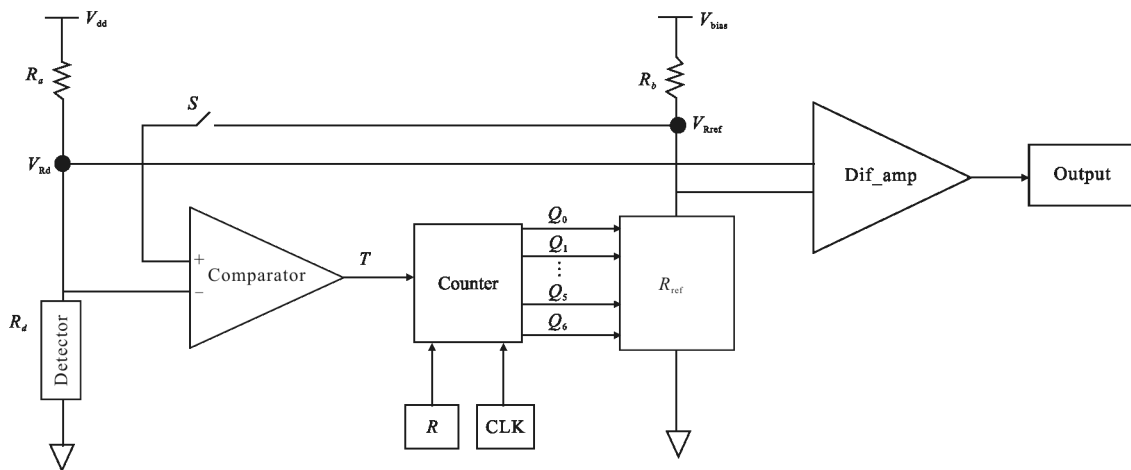 V_dd
V_bias
R_a
R_b
S
V_Rref
V_Rd
Dif_amp
Output
Q_0
Q_1
⋮
Q_5
Q_6
+
Comparator
−
T
Counter
R_ref
R_d
Detector
R
CLK